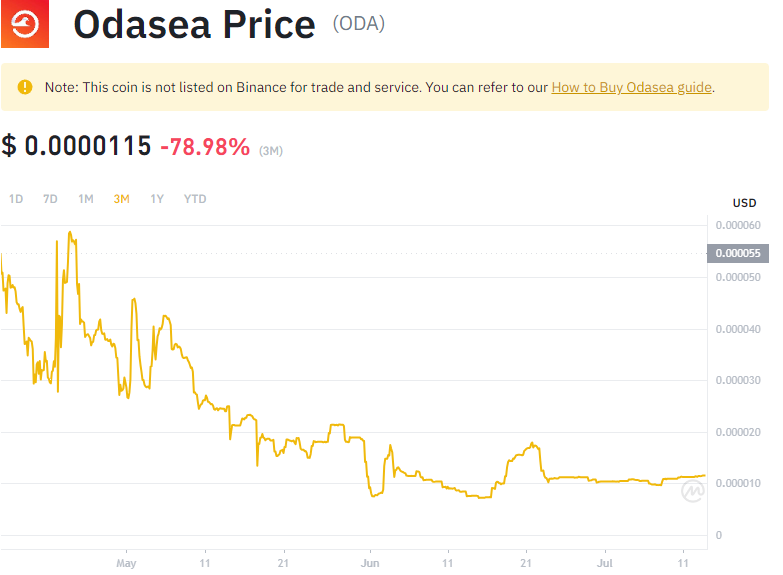 Odasea Price (ODA)
Note: This coin is not listed on Binance for trade and service. You can refer to our How to Buy Odasea guide.
$ 0.0000115 -78.98% (3M)
1D 7D 1M 3M 1Y YTD
USD
0.000060
0.000055
0.000050
0.000040
0.000030
0.000020
0.000010
0
May 11 21 Jun 11 21 Jul 11